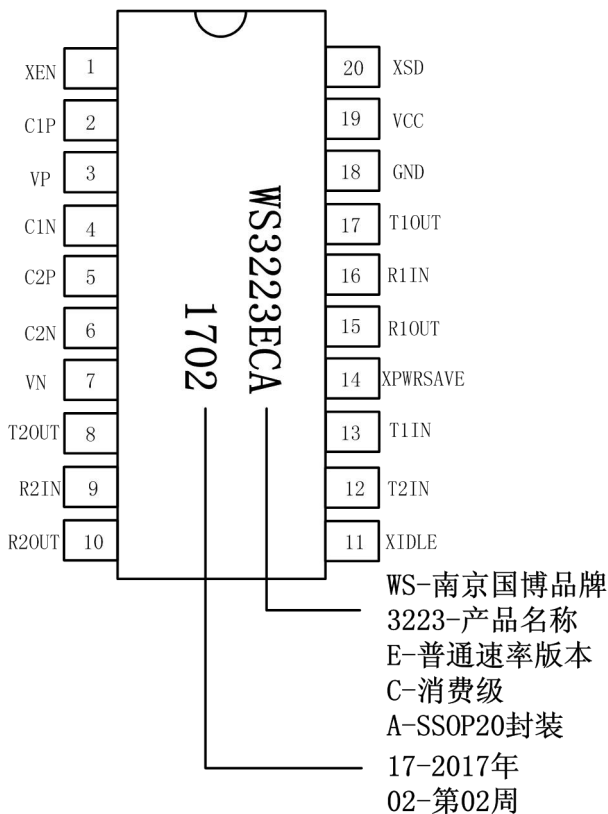 XEN 1
C1P 2
VP 3
C1N 4
C2P 5
C2N 6
VN 7
T2OUT 8
R2IN 9
R2OUT 10
20 XSD
19 VCC
18 GND
17 T1OUT
16 R1IN
15 R1OUT
14 XPWRSAVE
13 T1IN
12 T2IN
11 XIDLE
WS3223ECA
1702
WS-南京国博品牌
3223-产品名称
E-普通速率版本
C-消费级
A-SSOP20封装
17-2017年
02-第02周